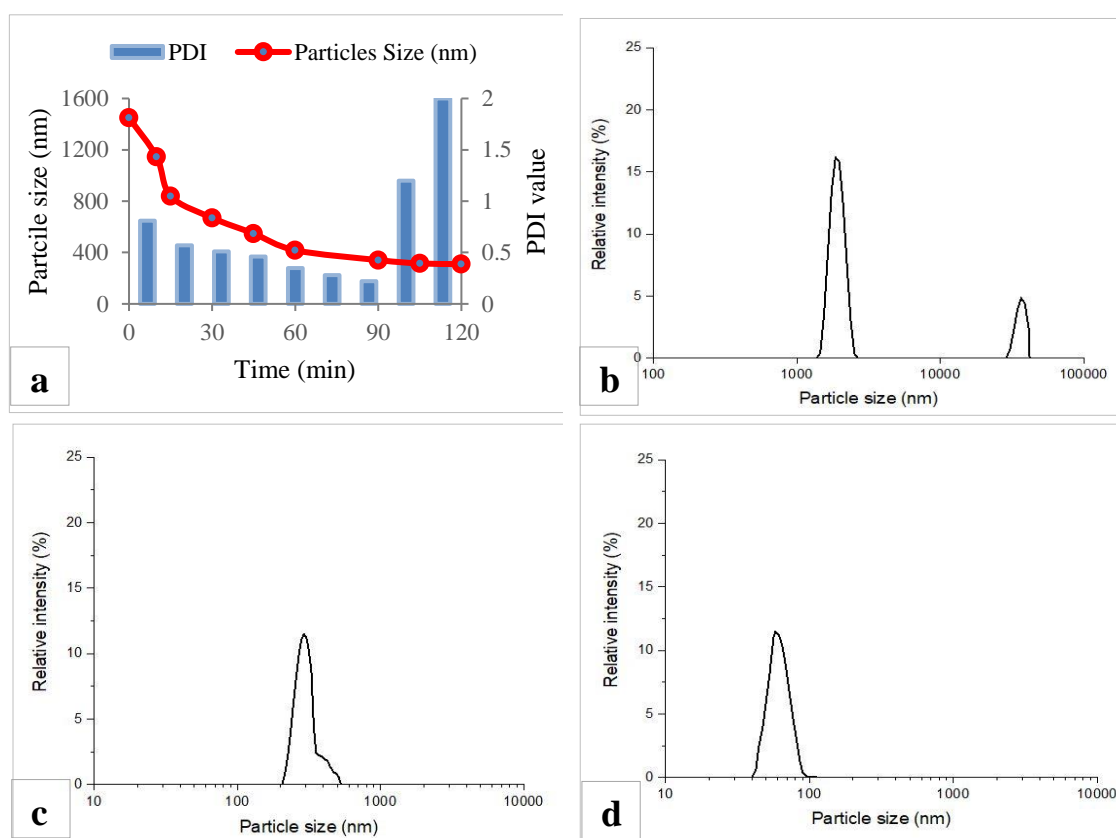 PDI Particles Size (nm)
Partcile size (nm)
1600
1200
800
400
0
2
1.5
1
0.5
0
PDI value
0 30 60 90 120
Time (min)
a
Relative intensity (%)
25
20
15
10
5
0
100 1000 10000 100000
Particle size (nm)
b
Relative intensity (%)
25
20
15
10
5
0
10 100 1000 10000
Particle size (nm)
c
Relative intensity (%)
25
20
15
10
5
0
10 100 1000 10000
Particle size (nm)
d